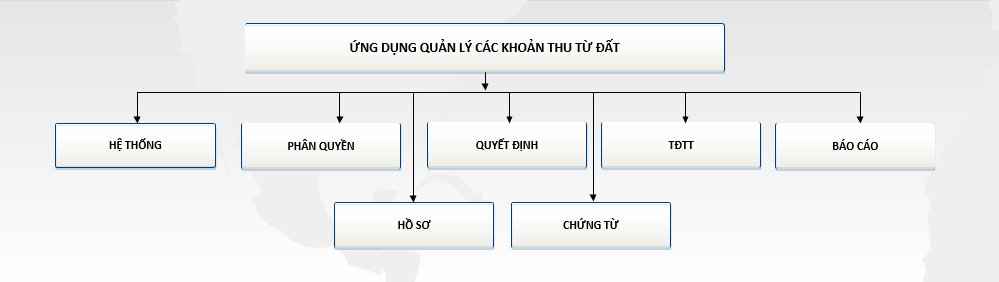 ỨNG DỤNG QUẢN LÝ CÁC KHOẢN THU TỪ ĐẤT
HỆ THỐNG
PHÂN QUYỀN
QUYẾT ĐỊNH
TĐTT
BÁO CÁO
HỒ SƠ
CHỨNG TỪ